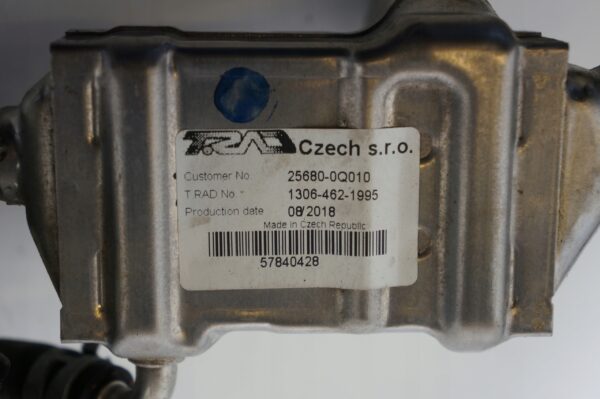 T.RAD Czech s.r.o.
Customer No. 25680-0Q010
T.RAD No. 1306-462-1995
Production date 08/2018
Made in Czech Republic
57840428